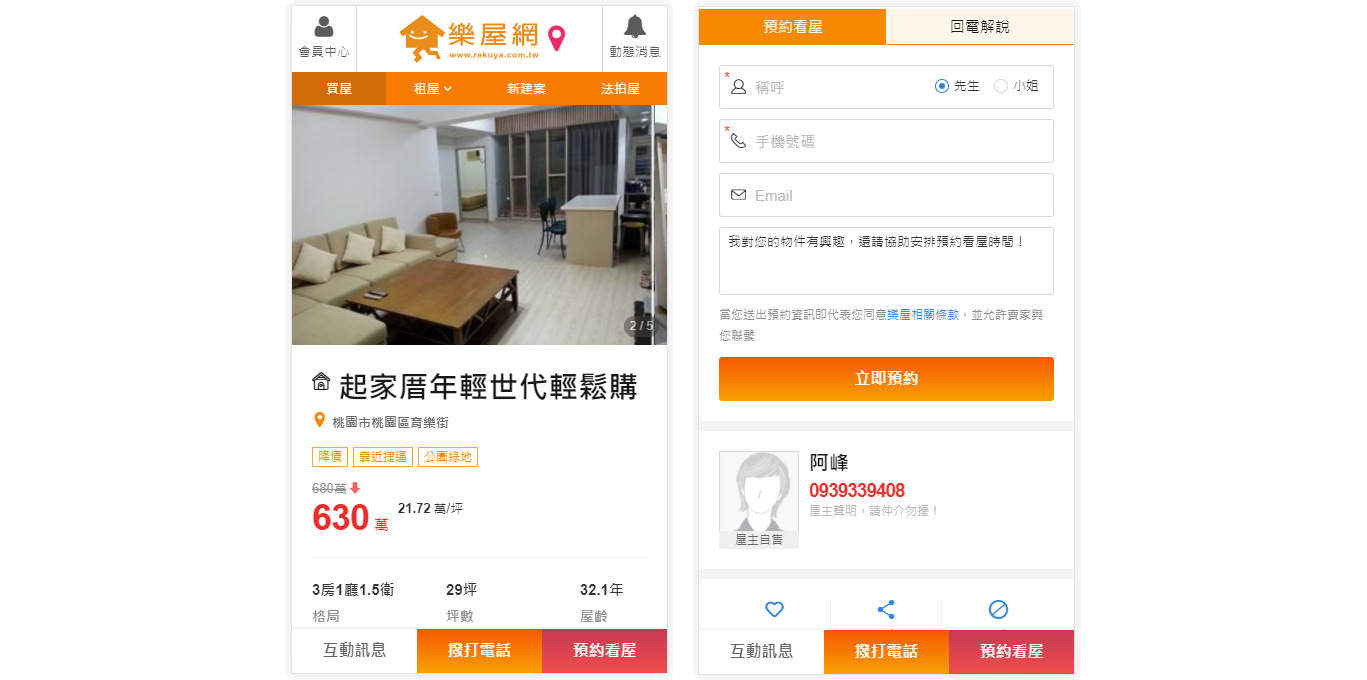 會員中心
樂屋網
www.rakuya.com.tw
動態消息
買屋
租屋
新建案
法拍屋
2 / 5
起家厝年輕世代輕鬆購
桃園市桃園區育樂街
降價
靠近捷運
公園綠地
680萬
630 萬
21.72 萬/坪
3房1廳1.5衛
29坪
32.1年
格局
坪數
屋齡
互動訊息
撥打電話
預約看屋
預約看屋
回電解說
* 稱呼
先生
小姐
* 手機號碼
Email
我對您的物件有興趣，還請協助安排預約看屋時間！
當您送出預約資訊即代表您同意樂屋相關條款，並允許賣家與
您聯繫
立即預約
阿峰
0939339408
屋主聲明，請仲介勿擾！
屋主自售
互動訊息
撥打電話
預約看屋